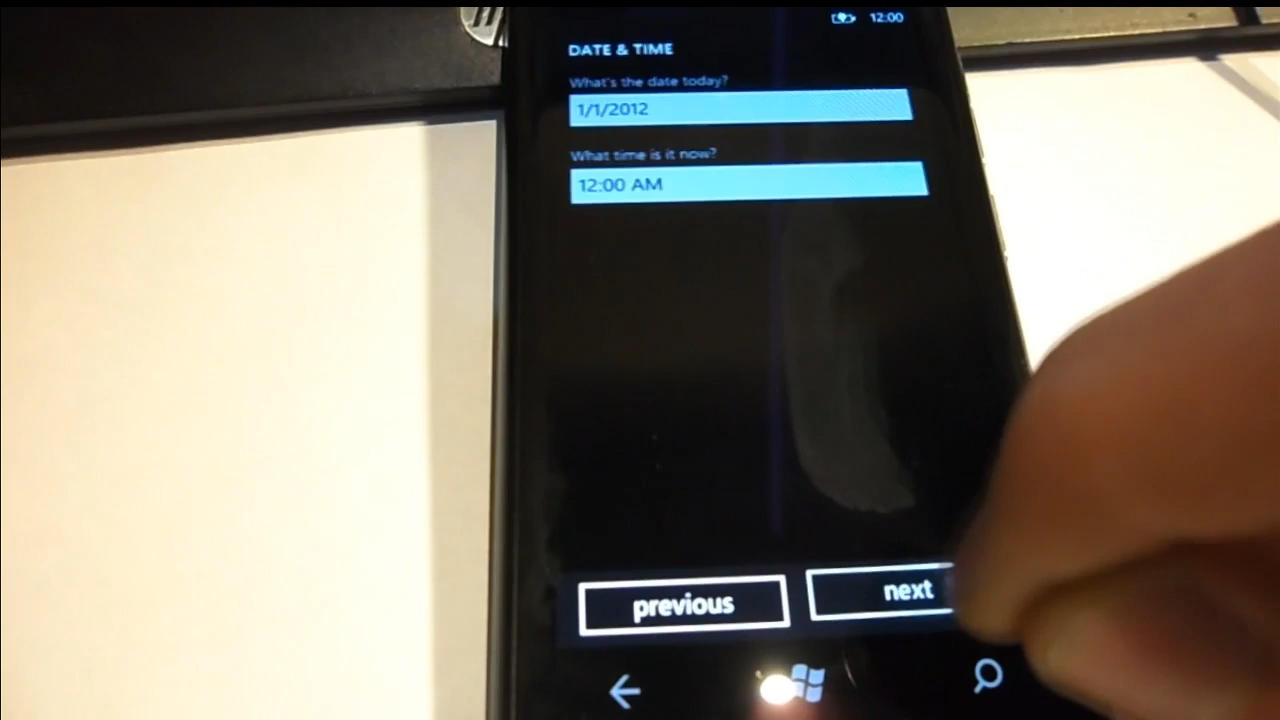 12:00
DATE & TIME
What's the date today?
1/1/2012
What time is it now?
12:00 AM
previous
next